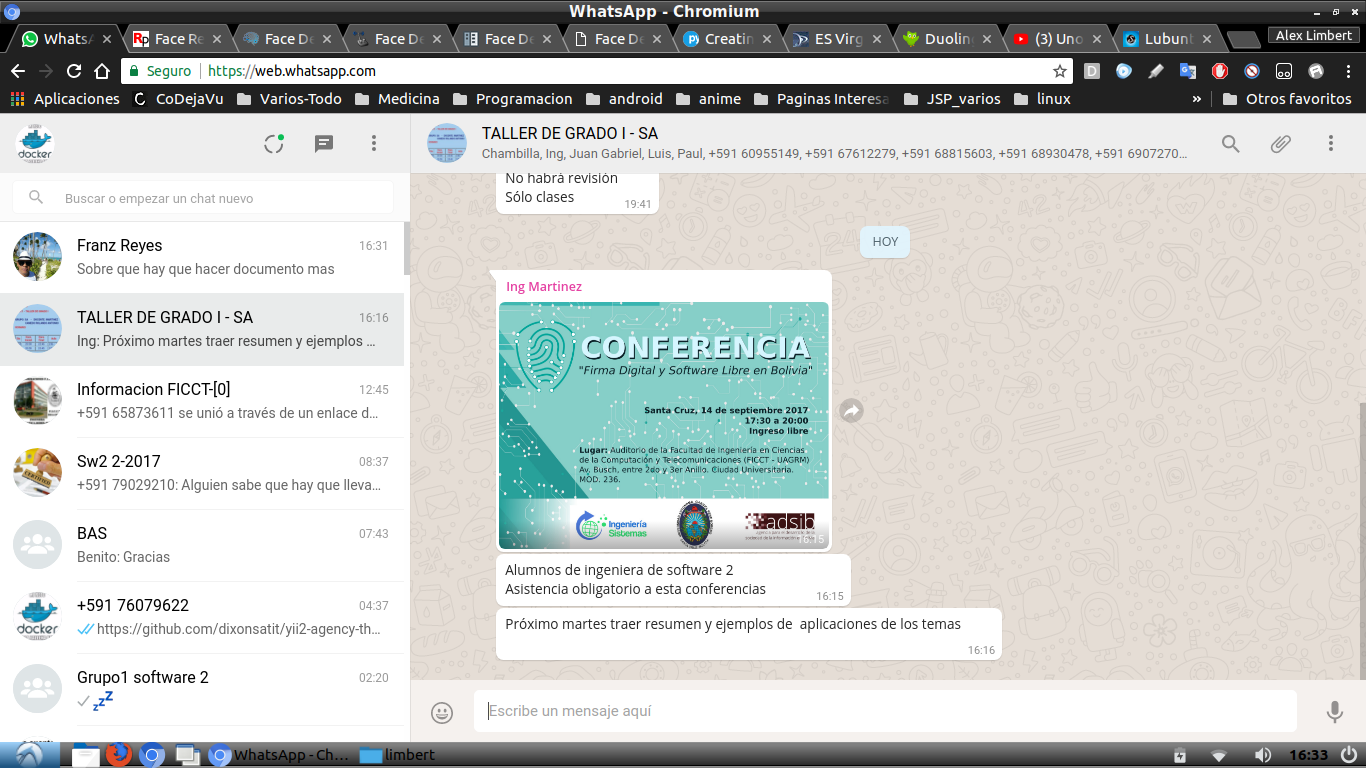 WhatsApp - Chromium
WhatsA
Face Re
Face De
Face De
Face De
Face De
Creatin
ES Virg
Duolin
(3) Uno
Lubunt
Alex Limbert
Seguro
https://web.whatsapp.com
Aplicaciones
CoDejaVu
Varios-Todo
Medicina
Programacion
android
anime
Paginas Interesa
JSP_varios
linux
»
Otros favoritos
docker
TALLER DE GRADO I - SA
Chambilla, Ing, Juan Gabriel, Luis, Paul, +591 60955149, +591 67612279, +591 68815603, +591 68930478, +591 6907270...
Buscar o empezar un chat nuevo
Franz Reyes 16:31
Sobre que hay que hacer documento mas
TALLER DE GRADO I - SA 16:16
Ing: Próximo martes traer resumen y ejemplos ...
Informacion FICCT-[0] 12:45
+591 65873611 se unió a través de un enlace d...
Sw2 2-2017 08:37
+591 79029210: Alguien sabe que hay que lleva...
BAS 07:43
Benito: Gracias
+591 76079622 04:37
docker
https://github.com/dixonsatit/yii2-agency-th...
Grupo1 software 2 02:20
zzZ
No habrá revisión
Sólo clases
19:41
HOY
Ing Martinez
CONFERENCIA
"Firma Digital y Software Libre en Bolivia"
Santa Cruz, 14 de septiembre 2017
17:30 a 20:00
Ingreso libre
Lugar: Auditorio de la Facultad de Ingeniería en Ciencias
de la Computación y Telecomunicaciones (FICCT - UAGRM)
Av. Busch, entre 2do y 3er Anillo. Ciudad Universitaria.
MOD. 236.
Ingeniería
Sistemas
adsib
16:15
Alumnos de ingeniera de software 2
Asistencia obligatorio a esta conferencias
16:15
Próximo martes traer resumen y ejemplos de  aplicaciones de los temas
16:16
Escribe un mensaje aquí
WhatsApp - Ch...
limbert
16:33